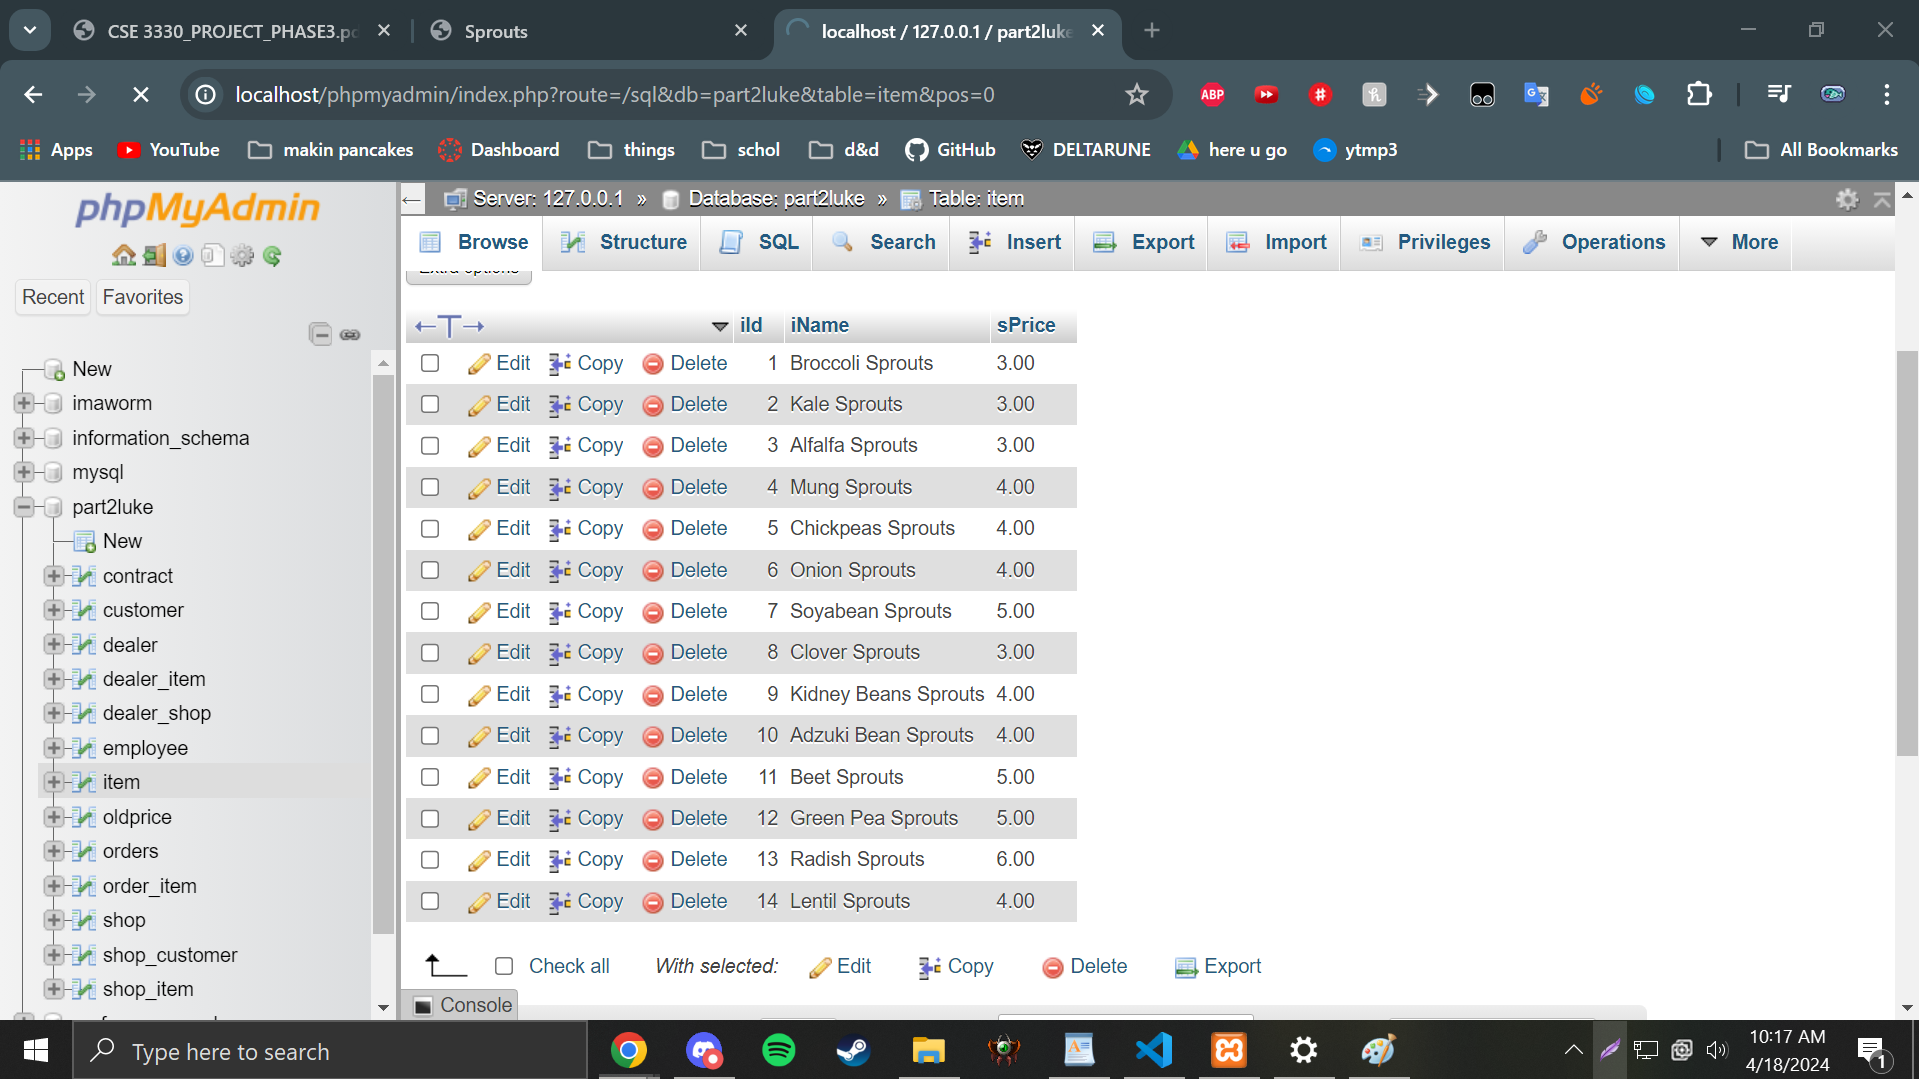 CSE 3330_PROJECT_PHASE3.pd
Sprouts
localhost / 127.0.0.1 / part2luke
localhost/phpmyadmin/index.php?route=/sql&db=part2luke&table=item&pos=0
ABP
Apps
YouTube
makin pancakes
Dashboard
things
schol
d&d
GitHub
DELTARUNE
here u go
ytmp3
All Bookmarks
phpMyAdmin
Recent
Favorites
New
imaworm
information_schema
mysql
part2luke
New
contract
customer
dealer
dealer_item
dealer_shop
employee
item
oldprice
orders
order_item
shop
shop_customer
shop_item
Server: 127.0.0.1 » Database: part2luke » Table: item
Browse Structure SQL Search Insert Export Import Privileges Operations More
Extra options
iId iName sPrice
Edit Copy Delete 1 Broccoli Sprouts 3.00
Edit Copy Delete 2 Kale Sprouts 3.00
Edit Copy Delete 3 Alfalfa Sprouts 3.00
Edit Copy Delete 4 Mung Sprouts 4.00
Edit Copy Delete 5 Chickpeas Sprouts 4.00
Edit Copy Delete 6 Onion Sprouts 4.00
Edit Copy Delete 7 Soyabean Sprouts 5.00
Edit Copy Delete 8 Clover Sprouts 3.00
Edit Copy Delete 9 Kidney Beans Sprouts 4.00
Edit Copy Delete 10 Adzuki Bean Sprouts 4.00
Edit Copy Delete 11 Beet Sprouts 5.00
Edit Copy Delete 12 Green Pea Sprouts 5.00
Edit Copy Delete 13 Radish Sprouts 6.00
Edit Copy Delete 14 Lentil Sprouts 4.00
Check all With selected: Edit Copy Delete Export
Console
Type here to search
10:17 AM
4/18/2024
1